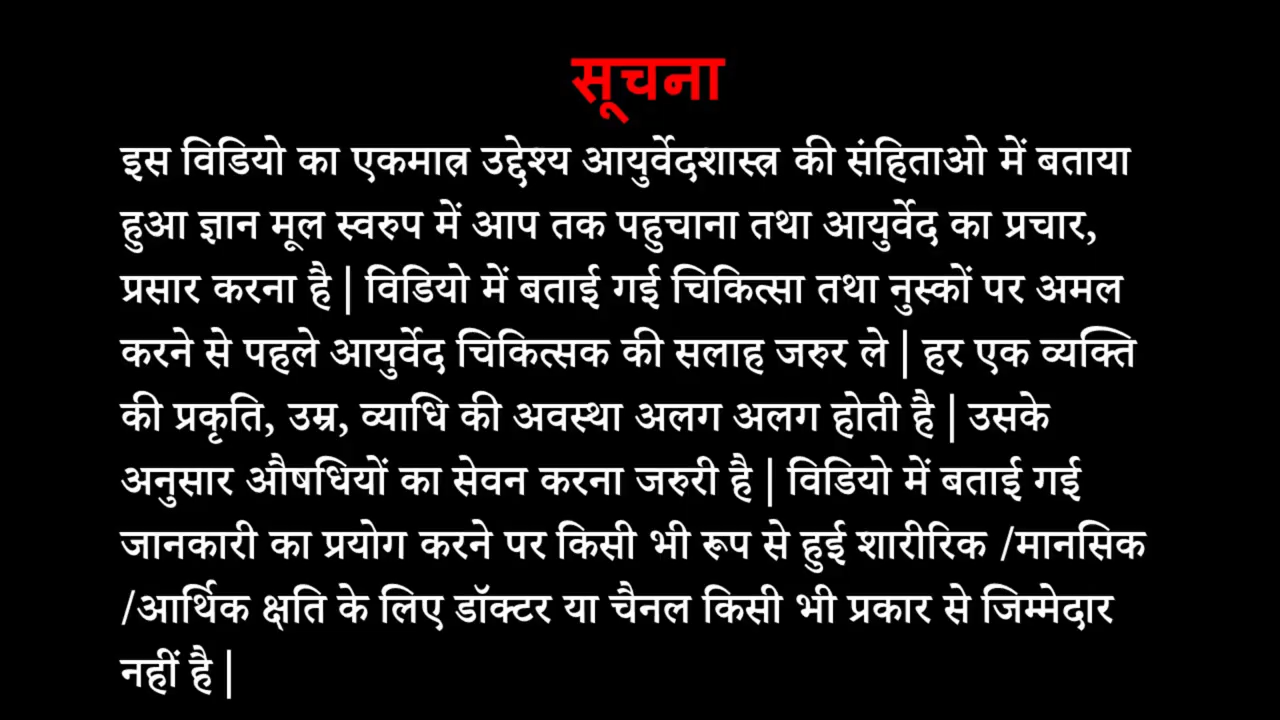 सूचना
इस विडियो का एकमात्र उद्देश्य आयुर्वेदशास्त्र की संहिताओ में बताया
हुआ ज्ञान मूल स्वरुप में आप तक पहुचाना तथा आयुर्वेद का प्रचार,
प्रसार करना है | विडियो में बताई गई चिकित्सा तथा नुस्कों पर अमल
करने से पहले आयुर्वेद चिकित्सक की सलाह जरुर ले | हर एक व्यक्ति
की प्रकृति, उम्र, व्याधि की अवस्था अलग अलग होती है | उसके
अनुसार औषधियों का सेवन करना जरुरी है | विडियो में बताई गई
जानकारी का प्रयोग करने पर किसी भी रूप से हुई शारीरिक /मानसिक
/आर्थिक क्षति के लिए डॉक्टर या चैनल किसी भी प्रकार से जिम्मेदार
नहीं है |